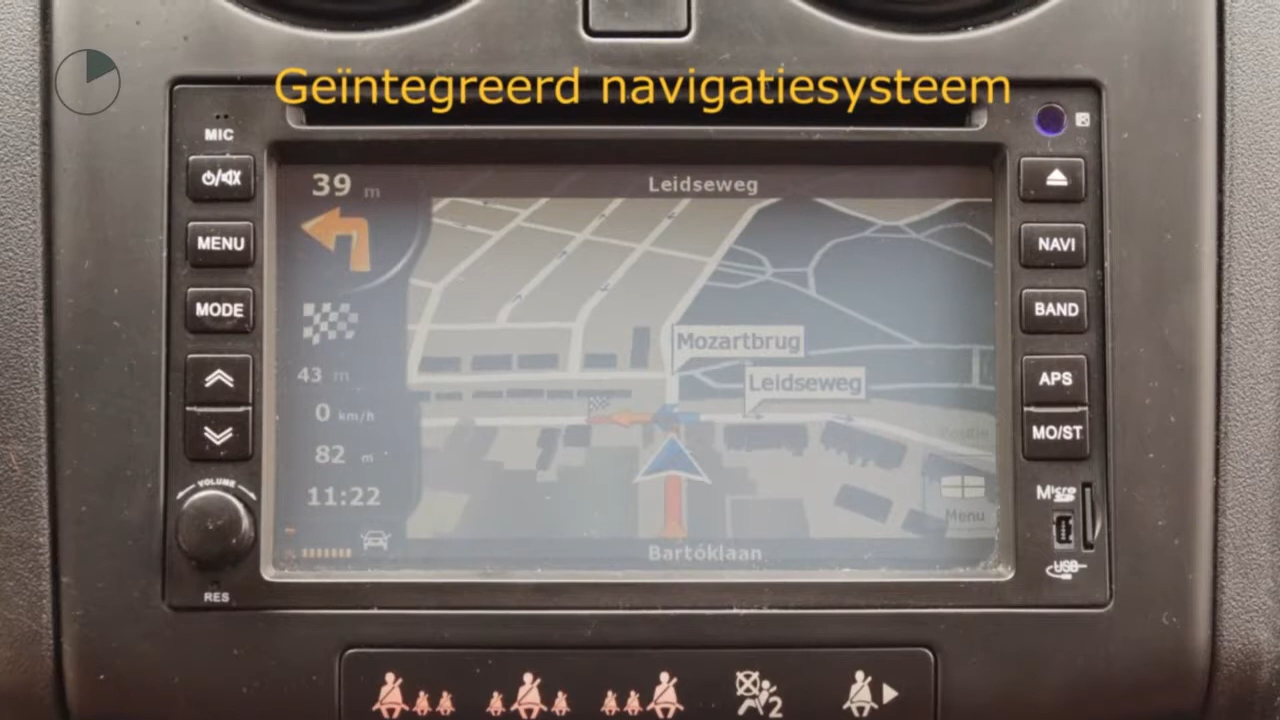 Geïntegreerd navigatiesysteem
MIC
39 m
Leidseweg
MENU
NAVI
MODE
BAND
Mozartbrug
43 m
Leidseweg
APS
0 km/h
82 m
MO/ST
11:22
VOLUME
Micro
Menu
Bartóklaan
USB
RES
2